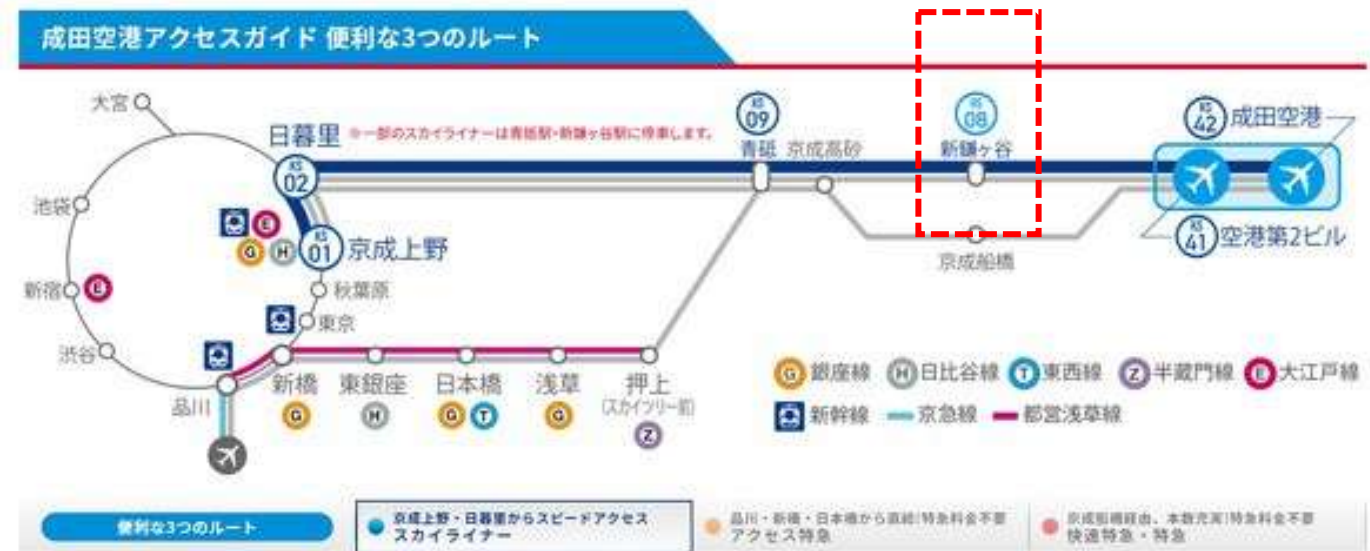 成田空港アクセスガイド 便利な3つのルート
大宮
日暮里 ※一部のスカイライナーは青砥駅・新鎌ヶ谷駅に停車します。
KS 09
青砥
京成高砂
KS 08
新鎌ヶ谷
KS 42 成田空港
KS 02
池袋
E
G H KS 01 京成上野
KS 41 空港第2ビル
京成船橋
新宿 E
秋葉原
東京
渋谷
品川
新橋 東銀座 日本橋 浅草 押上
(スカイツリー前)
G H G T G Z
G 銀座線 H 日比谷線 T 東西線 Z 半蔵門線 E 大江戸線
新幹線 京急線 都営浅草線
便利な3つのルート
京成上野・日暮里からスピードアクセス
スカイライナー
品川・新橋・日本橋から直結!特急料金不要
アクセス特急
京成船橋経由、本数充実!特急料金不要
快速特急・特急